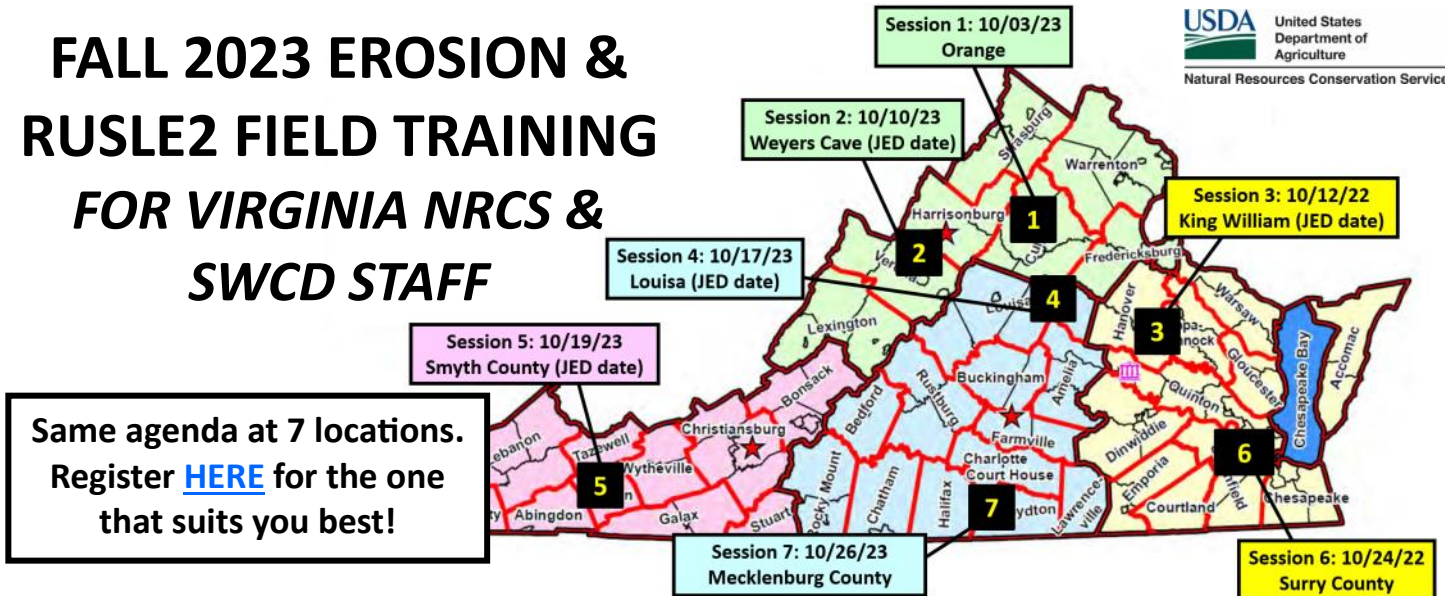 FALL 2023 EROSION &
RUSLE2 FIELD TRAINING
FOR VIRGINIA NRCS &
SWCD STAFF
USDA
United States
Department of
Agriculture
Natural Resources Conservation Service
Session 1: 10/03/23
Orange
Session 2: 10/10/23
Weyers Cave (JED date)
Session 3: 10/12/22
King William (JED date)
Session 4: 10/17/23
Louisa (JED date)
Session 5: 10/19/23
Smyth County (JED date)
Same agenda at 7 locations.
Register HERE for the one
that suits you best!
Session 7: 10/26/23
Mecklenburg County
Session 6: 10/24/22
Surry County
Strasburg
Warrenton
Harrisonburg
1
2
Fredericksburg
Lexington
Louisa
4
Hanover
3
Warsaw
Gloucester
Chesapeake Bay
Accomac
Quinton
Buckingham
Amelia
Bedford
Rustburg
Farmville
Charlotte
Court House
Bonsack
Christiansburg
Lebanon
Tazewell
Wytheville
5
Abingdon
Galax
Stuart
Rocky Mount
Chatham
Halifax
7
Lawrence-
ville
Dinwiddie
Emporia
Courtland
6
Chesapeake